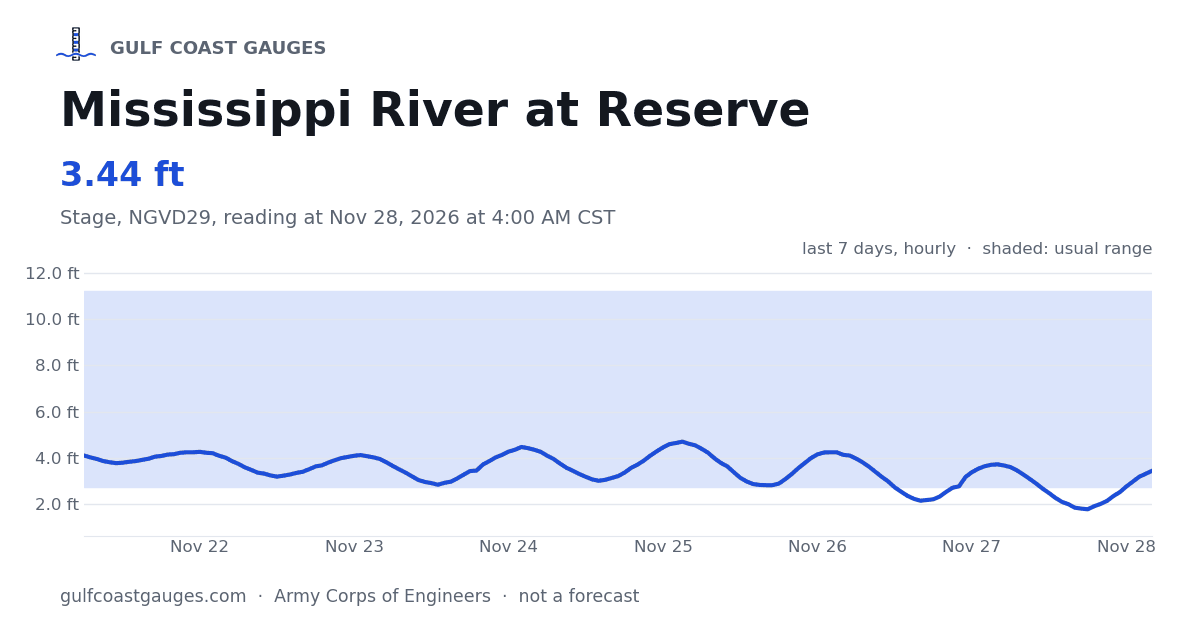 GULF COAST GAUGES
Mississippi River at Reserve
3.44 ft
Stage, NGVD29, reading at Nov 28, 2026 at 4:00 AM CST
last 7 days, hourly · shaded: usual range
12.0 ft
10.0 ft
8.0 ft
6.0 ft
4.0 ft
2.0 ft
Nov 22 Nov 23 Nov 24 Nov 25 Nov 26 Nov 27 Nov 28
gulfcoastgauges.com · Army Corps of Engineers · not a forecast